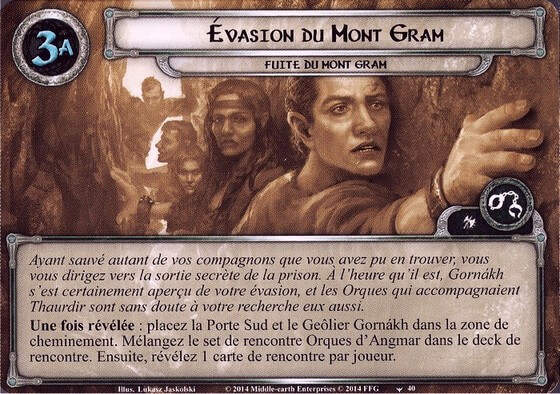 3A
Évasion du Mont Gram
Fuite du Mont Gram
Ayant sauvé autant de vos compagnons que vous avez pu en trouver, vous
vous dirigez vers la sortie secrète de la prison. À l'heure qu'il est, Gornákh
s'est certainement aperçu de votre évasion, et les Orques qui accompagnaient
Thaurdir sont sans doute à votre recherche eux aussi.
Une fois révélée : placez la Porte Sud et le Geôlier Gornákh dans la zone de
cheminement. Mélangez le set de rencontre Orques d'Angmar dans le deck de
rencontre. Ensuite, révélez 1 carte de rencontre par joueur.
Illus. Lukasz Jaskolski © 2014 Middle-earth Enterprises © 2014 FFG 40